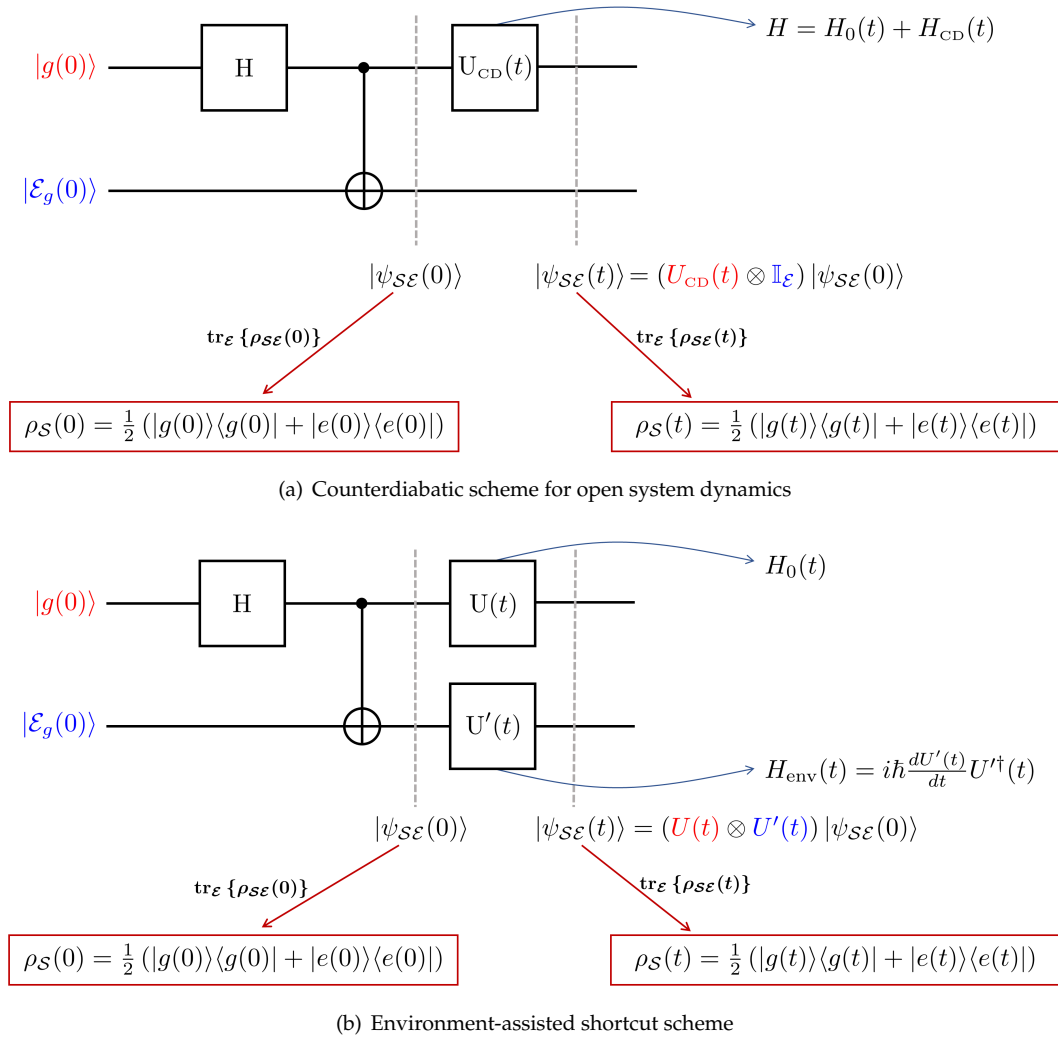 H = H₀(t) + H_CD(t)
|g(0)⟩ H U_CD(t)
|ℰ_g(0)⟩
|ψ_𝒮ℰ(0)⟩ |ψ_𝒮ℰ(t)⟩ = (U_CD(t) ⊗ 𝕀_ℰ) |ψ_𝒮ℰ(0)⟩
tr_ℰ {ρ_𝒮ℰ(0)} tr_ℰ {ρ_𝒮ℰ(t)}
ρ_𝒮(0) = ½ (|g(0)⟩⟨g(0)| + |e(0)⟩⟨e(0)|) ρ_𝒮(t) = ½ (|g(t)⟩⟨g(t)| + |e(t)⟩⟨e(t)|)
(a) Counterdiabatic scheme for open system dynamics
H₀(t)
|g(0)⟩ H U(t)
|ℰ_g(0)⟩ U′(t)
H_env(t) = iℏ dU′(t)/dt U′†(t)
|ψ_𝒮ℰ(0)⟩ |ψ_𝒮ℰ(t)⟩ = (U(t) ⊗ U′(t)) |ψ_𝒮ℰ(0)⟩
tr_ℰ {ρ_𝒮ℰ(0)} tr_ℰ {ρ_𝒮ℰ(t)}
ρ_𝒮(0) = ½ (|g(0)⟩⟨g(0)| + |e(0)⟩⟨e(0)|) ρ_𝒮(t) = ½ (|g(t)⟩⟨g(t)| + |e(t)⟩⟨e(t)|)
(b) Environment-assisted shortcut scheme